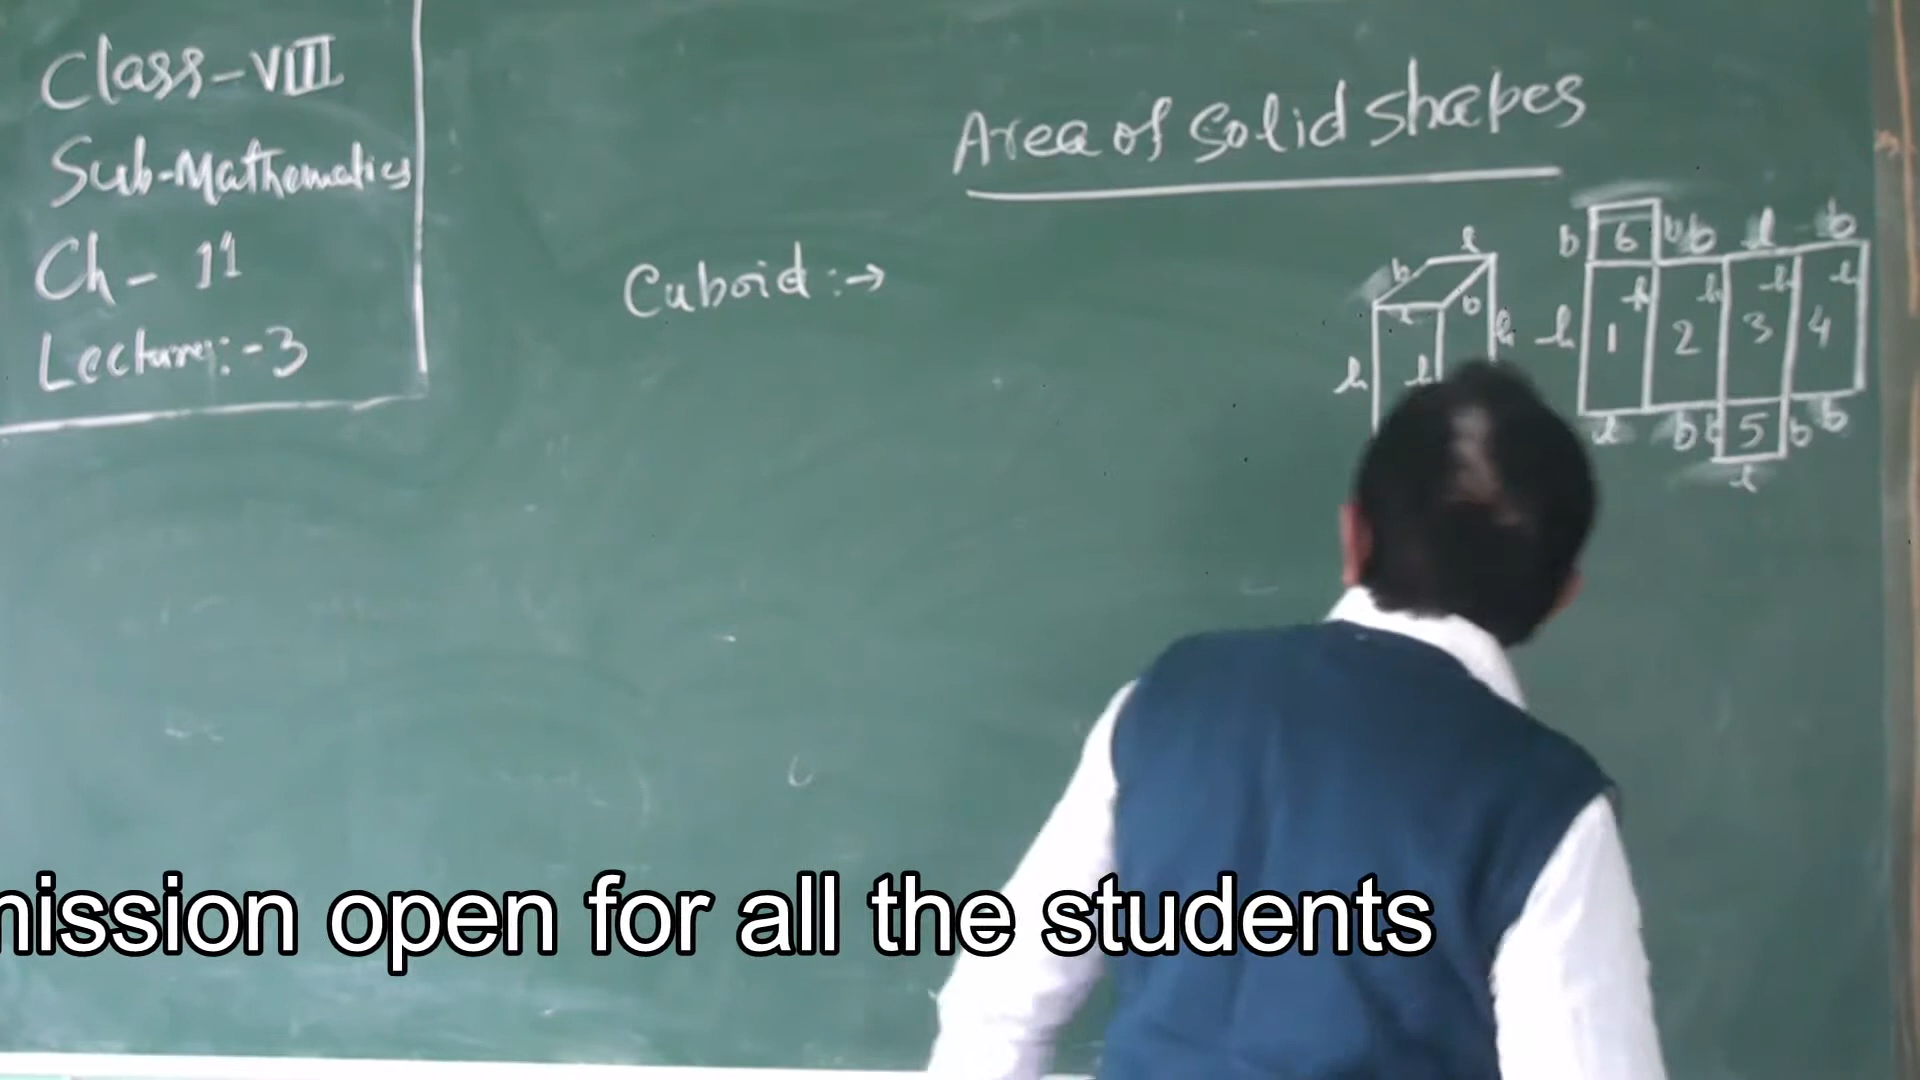 Class-VIII
Sub-Mathematics
Ch- 11
Lecture:-3
Area of Solid Shapes
Cuboid:→
l
b
b
l
h
h
h
b 6 b b l b
h h h h l
1 2 3 4
l b b 5 b b
l
mission open for all the students